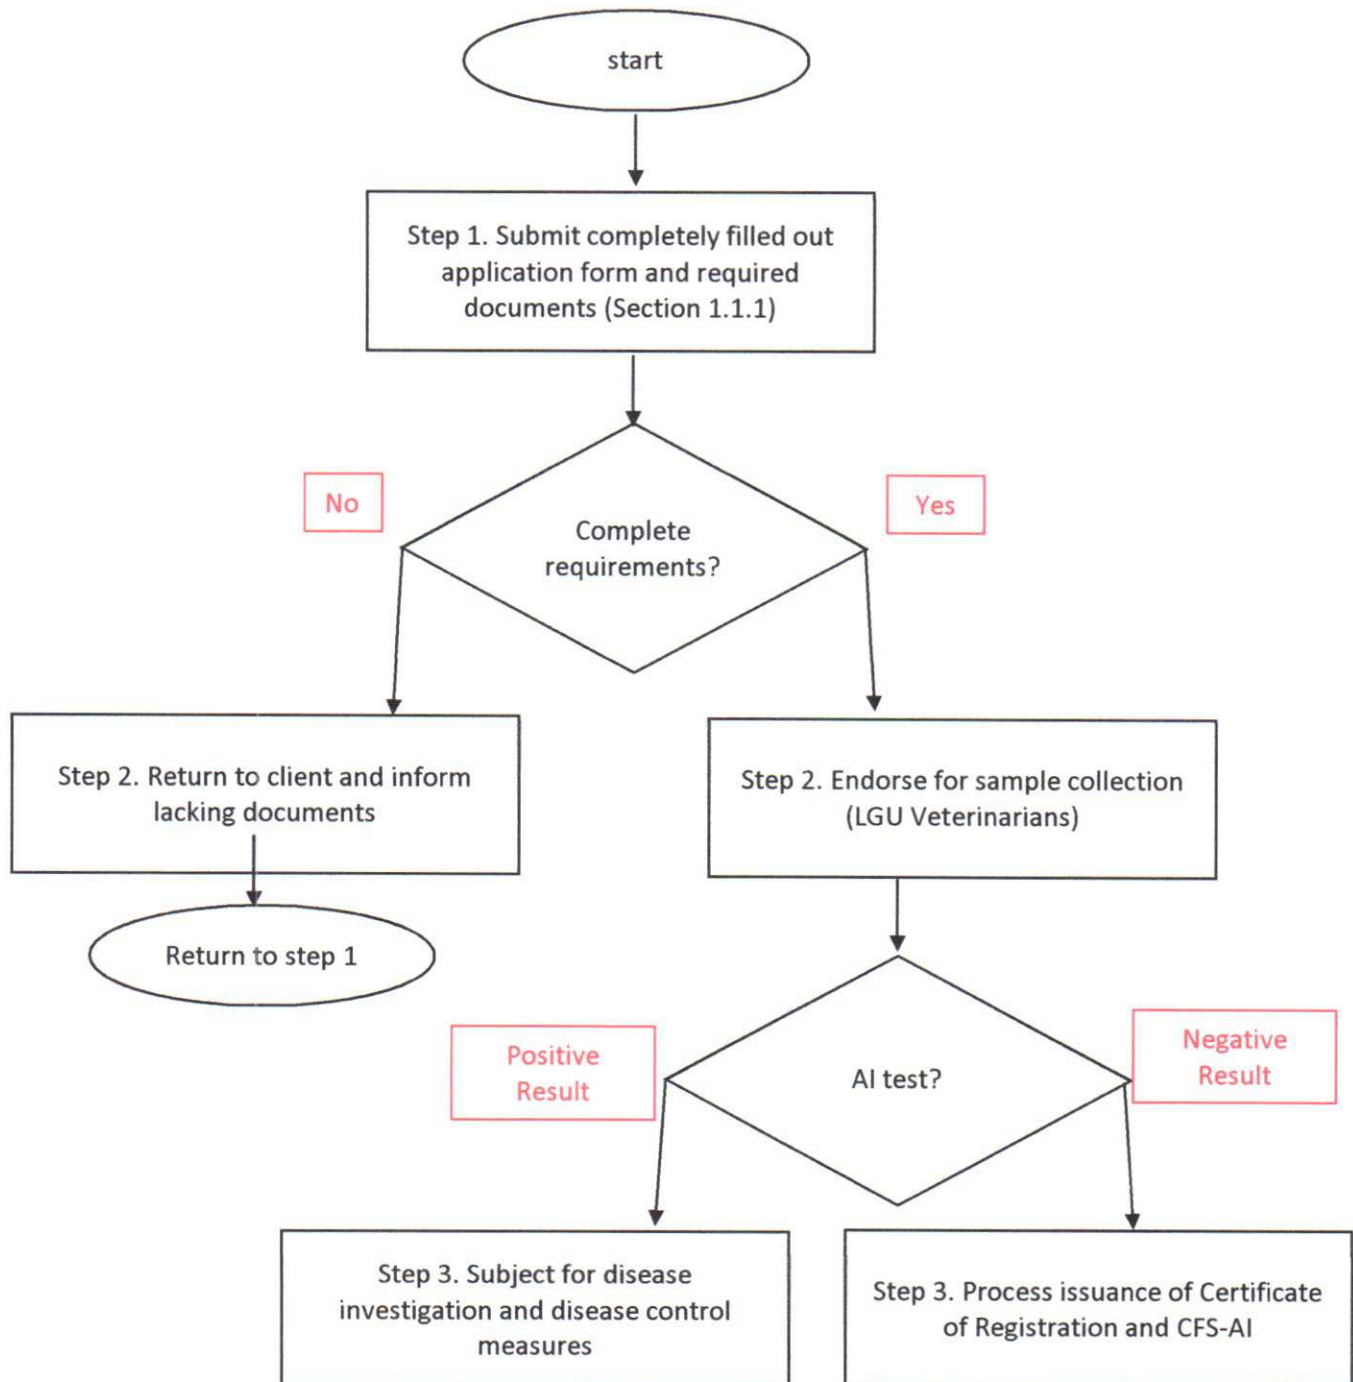 start
Step 1. Submit completely filled out
application form and required
documents (Section 1.1.1)
No
Yes
Complete
requirements?
Step 2. Return to client and inform
lacking documents
Step 2. Endorse for sample collection
(LGU Veterinarians)
Return to step 1
Positive
Result
AI test?
Negative
Result
Step 3. Subject for disease
investigation and disease control
measures
Step 3. Process issuance of Certificate
of Registration and CFS-AI